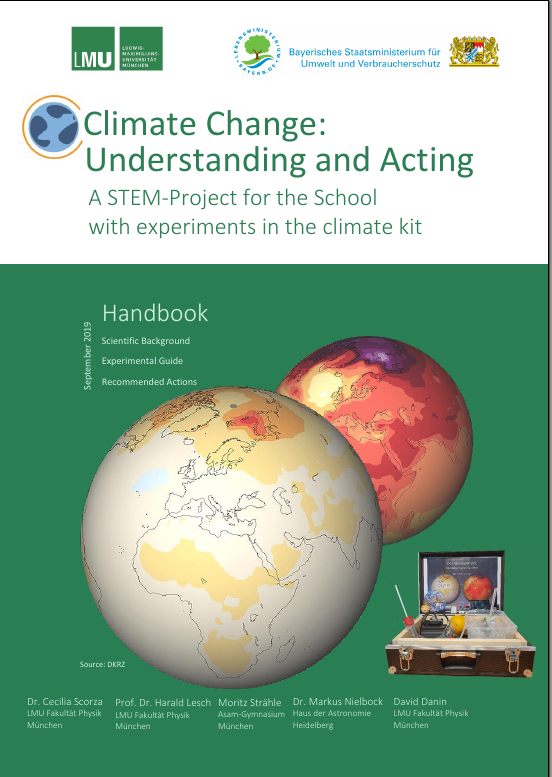 LMU
LUDWIG-
MAXIMILIANS-
UNIVERSITÄT
MÜNCHEN
LEBENSMINISTERIUM
BAYERN.DE
Bayerisches Staatsministerium für
Umwelt und Verbraucherschutz
Climate Change:
Understanding and Acting
A STEM-Project for the School
with experiments in the climate kit
September 2019
Handbook
Scientific Background
Experimental Guide
Recommended Actions
Source: DKRZ
Dr. Cecilia Scorza
LMU Fakultät Physik
München
Prof. Dr. Harald Lesch
LMU Fakultät Physik
München
Moritz Strähle
Asam-Gymnasium
München
Dr. Markus Nielbock
Haus der Astronomie
Heidelberg
David Danin
LMU Fakultät Physik
München